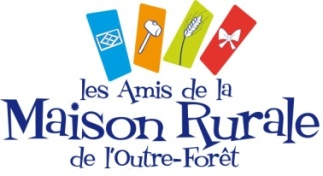 les Amis de la
Maison Rurale
de l'Outre-Forêt